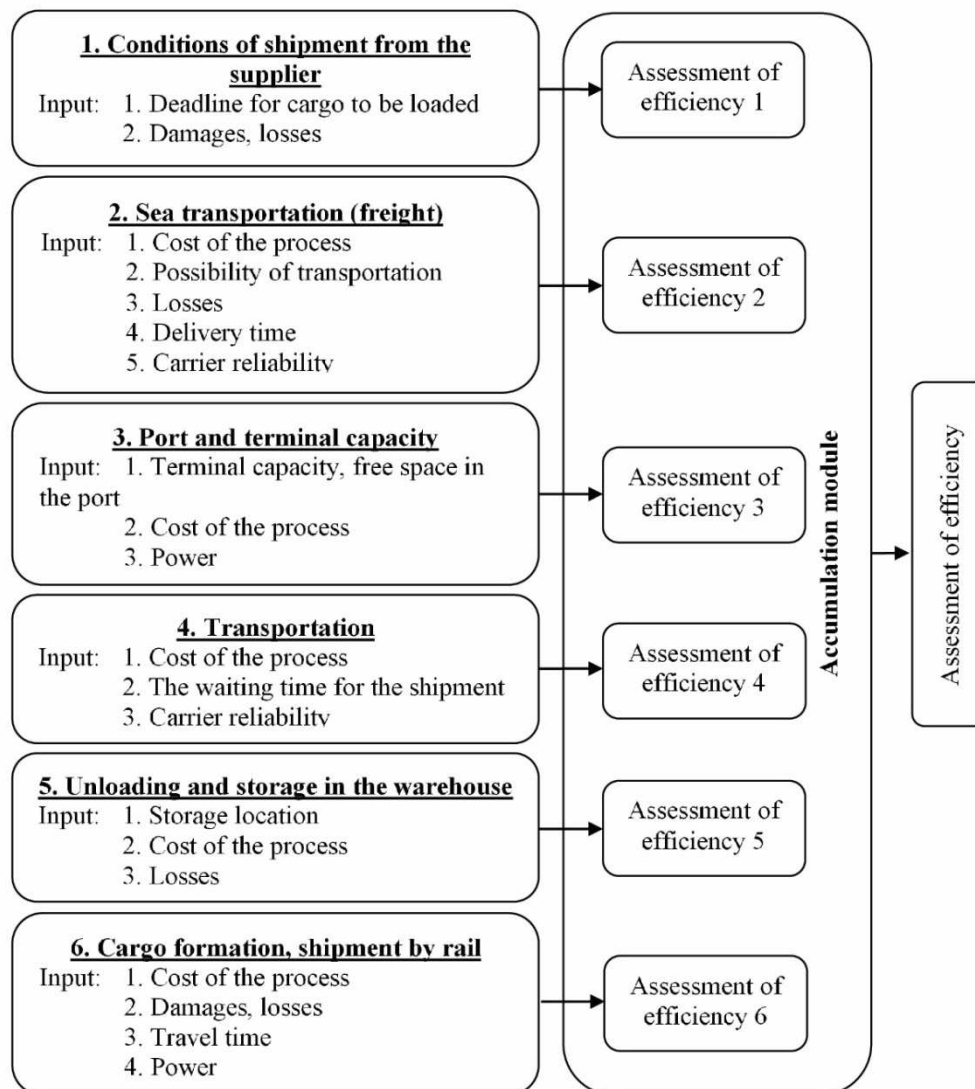 1. Conditions of shipment from the
supplier
Input: 1. Deadline for cargo to be loaded
2. Damages, losses
Assessment of
efficiency 1
2. Sea transportation (freight)
Input: 1. Cost of the process
2. Possibility of transportation
3. Losses
4. Delivery time
5. Carrier reliability
Assessment of
efficiency 2
3. Port and terminal capacity
Input: 1. Terminal capacity, free space in
the port
2. Cost of the process
3. Power
Assessment of
efficiency 3
4. Transportation
Input: 1. Cost of the process
2. The waiting time for the shipment
3. Carrier reliability
Assessment of
efficiency 4
5. Unloading and storage in the warehouse
Input: 1. Storage location
2. Cost of the process
3. Losses
Assessment of
efficiency 5
6. Cargo formation, shipment by rail
Input: 1. Cost of the process
2. Damages, losses
3. Travel time
4. Power
Assessment of
efficiency 6
Accumulation module
Assessment of efficiency